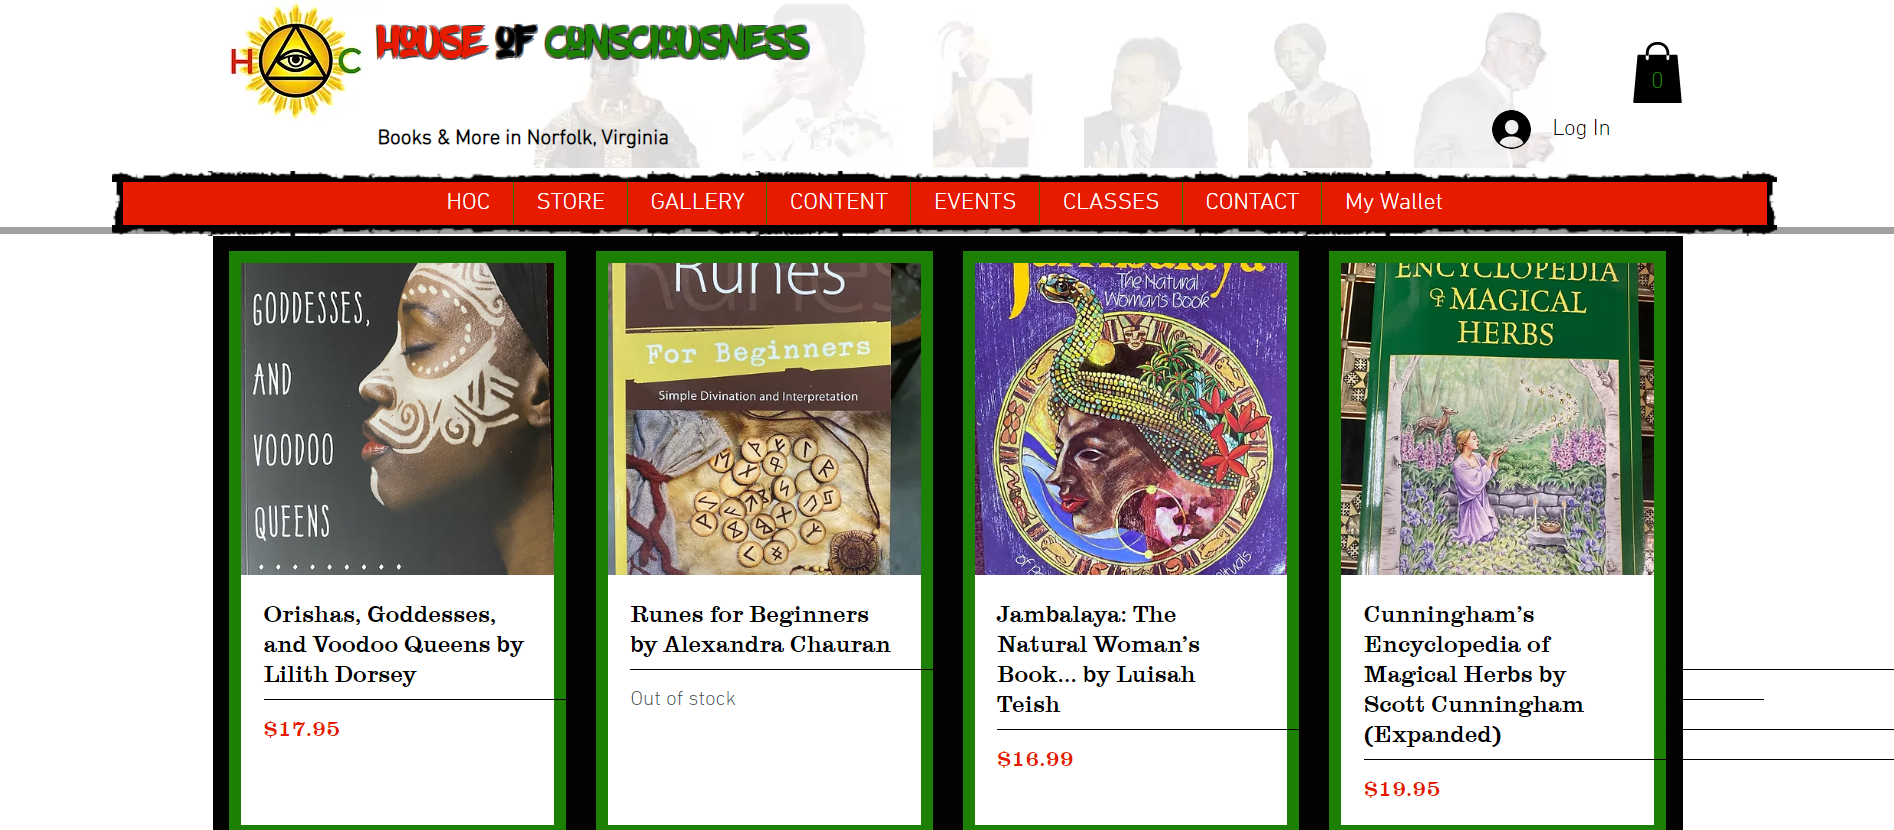 H C
HOUSE OF CONSCIOUSNESS
Books & More in Norfolk, Virginia
0
Log In
HOC STORE GALLERY CONTENT EVENTS CLASSES CONTACT My Wallet
GODDESSES,
AND
VOODOO
QUEENS
Orishas, Goddesses,
and Voodoo Queens by
Lilith Dorsey
$17.95
Runes
For Beginners
Simple Divination and Interpretation
Runes for Beginners
by Alexandra Chauran
Out of stock
Jambalaya
The Natural
Woman's Book
of
Jambalaya: The
Natural Woman's
Book... by Luisah
Teish
$16.99
ENCYCLOPEDIA
of MAGICAL
HERBS
Cunningham's
Encyclopedia of
Magical Herbs by
Scott Cunningham
(Expanded)
$19.95